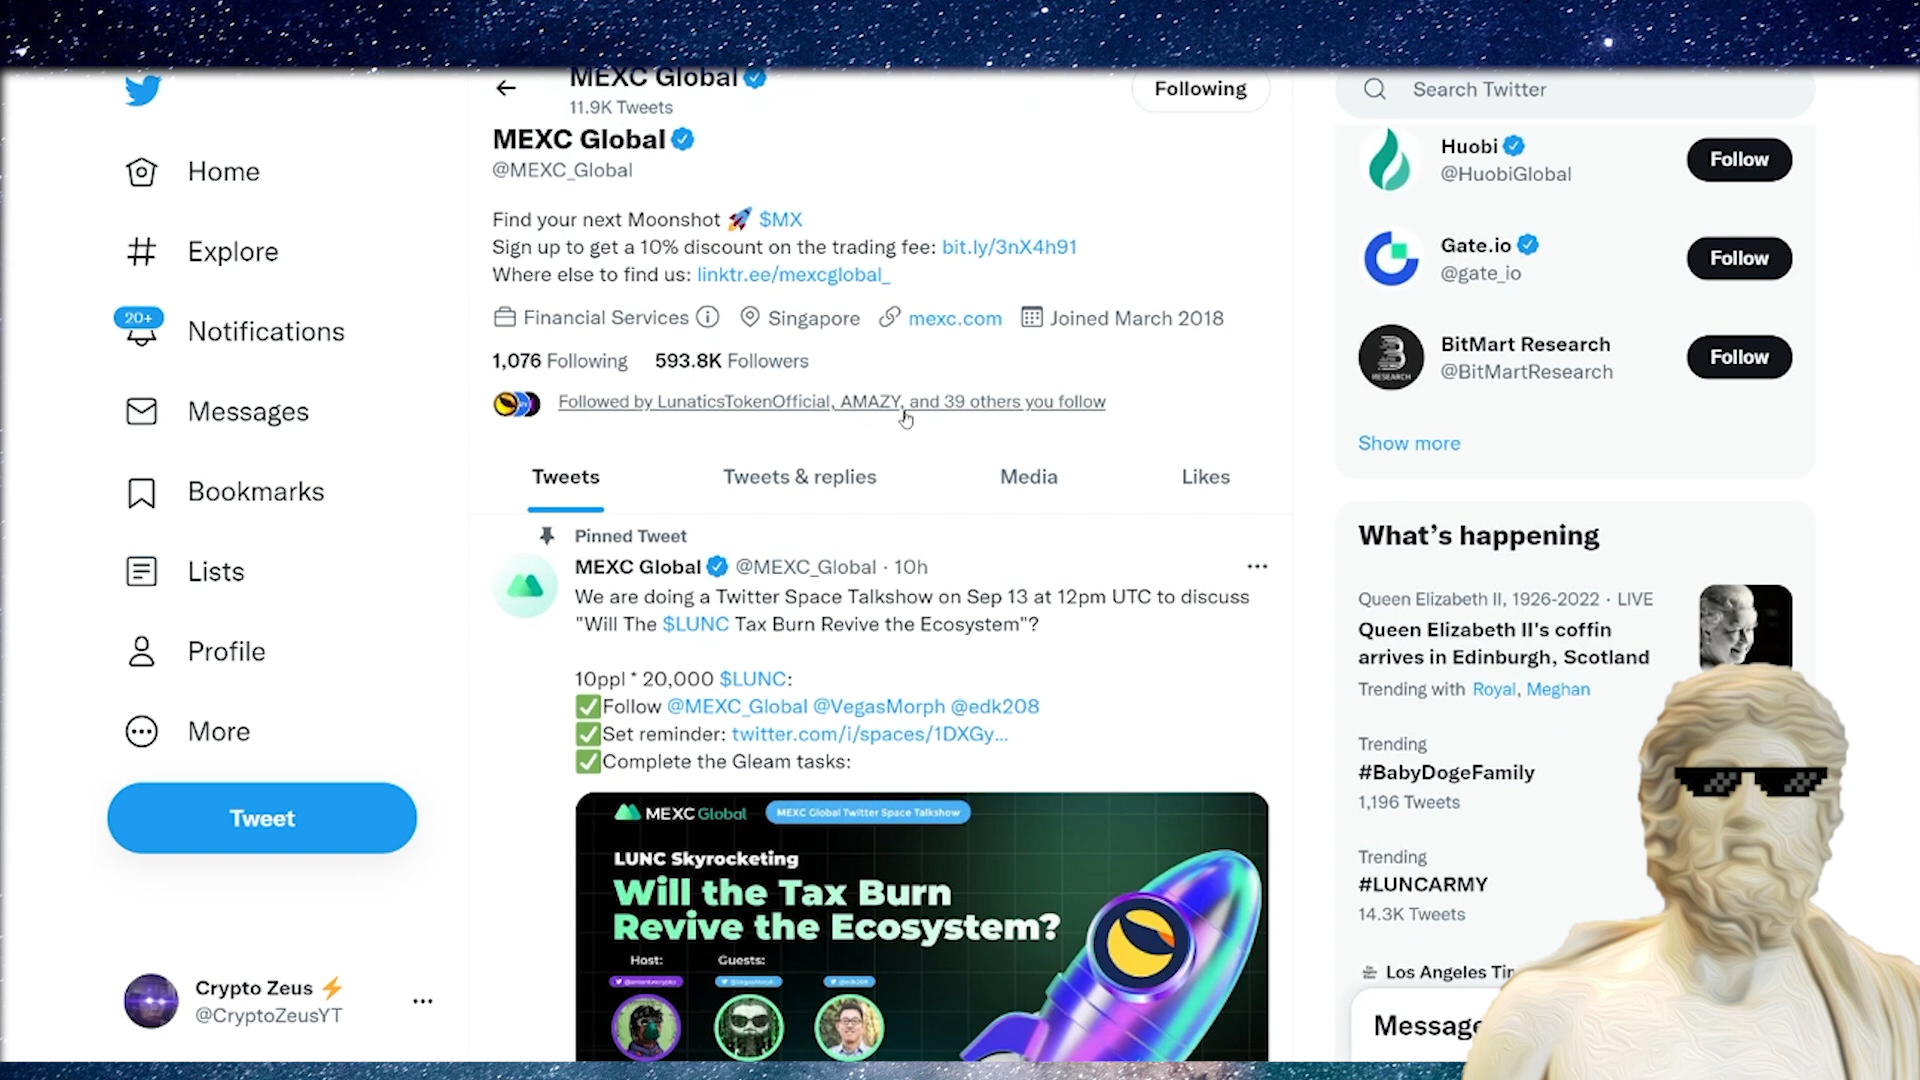 MEXC Global
11.9K Tweets
Following
Search Twitter
Home
Explore
20+
Notifications
Messages
Bookmarks
Lists
Profile
More
Tweet
Crypto Zeus
@CryptoZeusYT
MEXC Global
@MEXC_Global
Find your next Moonshot 🚀 $MX
Sign up to get a 10% discount on the trading fee: bit.ly/3nX4h91
Where else to find us: linktr.ee/mexcglobal_
Financial Services Singapore mexc.com Joined March 2018
1,076 Following 593.8K Followers
Followed by LunaticsTokenOfficial, AMAZY, and 39 others you follow
Tweets Tweets & replies Media Likes
Pinned Tweet
MEXC Global @MEXC_Global · 10h
We are doing a Twitter Space Talkshow on Sep 13 at 12pm UTC to discuss
"Will The $LUNC Tax Burn Revive the Ecosystem"?
10ppl * 20,000 $LUNC:
✅Follow @MEXC_Global @VegasMorph @edk208
✅Set reminder: twitter.com/i/spaces/1DXGy...
✅Complete the Gleam tasks:
MEXC Global MEXC Global Twitter Space Talkshow
LUNC Skyrocketing
Will the Tax Burn
Revive the Ecosystem?
Host: Guests:
@VegasMorph @edk208
Huobi
@HuobiGlobal
Follow
Gate.io
@gate_io
Follow
BitMart Research
@BitMartResearch
RESEARCH
Follow
Show more
What's happening
Queen Elizabeth II, 1926-2022 · LIVE
Queen Elizabeth II's coffin
arrives in Edinburgh, Scotland
Trending with Royal, Meghan
Trending
#BabyDogeFamily
1,196 Tweets
Trending
#LUNCARMY
14.3K Tweets
Los Angeles Tir
Message